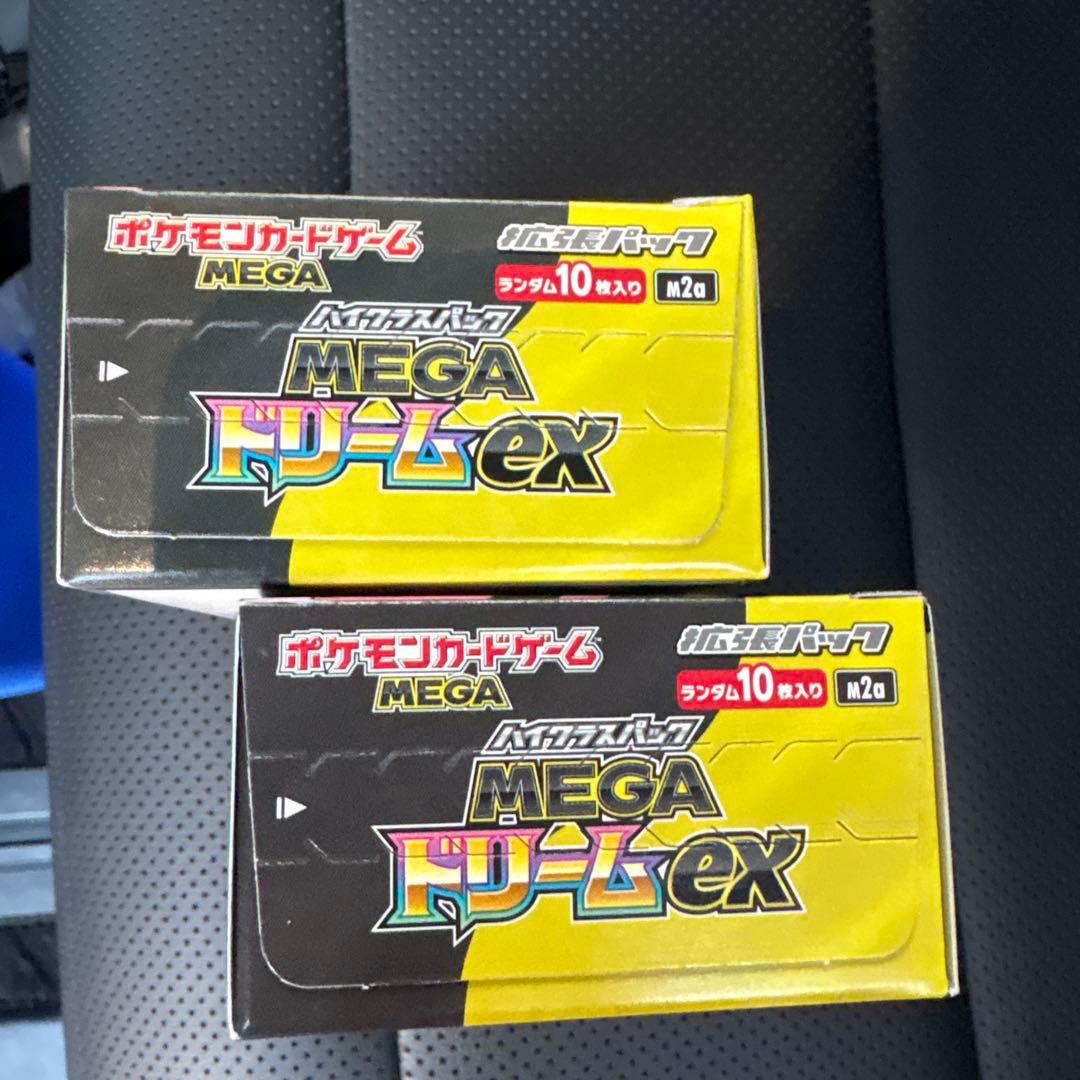 ポケモンカードゲーム
MEGA
拡張パック
ランダム10枚入り M2a
ハイクラスパック
MEGA
ドリームex
ポケモンカードゲーム
MEGA
拡張パック
ランダム10枚入り M2a
ハイクラスパック
MEGA
ドリームex